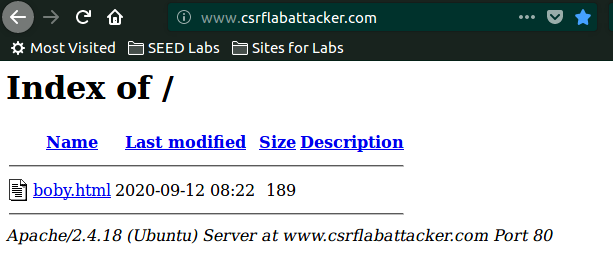 www.csrflabattacker.com
Most Visited SEED Labs Sites for Labs
Index of /
Name Last modified Size Description
boby.html 2020-09-12 08:22 189
Apache/2.4.18 (Ubuntu) Server at www.csrflabattacker.com Port 80